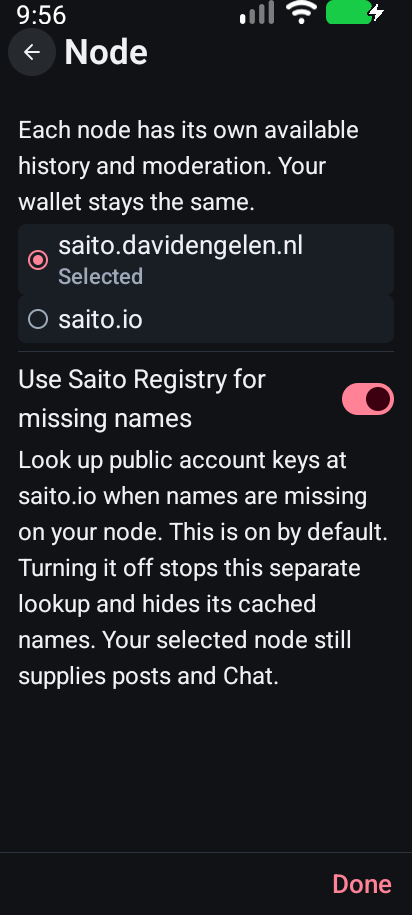 9:56
Node
Each node has its own available
history and moderation. Your
wallet stays the same.
saito.davidengelen.nl
Selected
saito.io
Use Saito Registry for
missing names
Look up public account keys at
saito.io when names are missing
on your node. This is on by default.
Turning it off stops this separate
lookup and hides its cached
names. Your selected node still
supplies posts and Chat.
Done